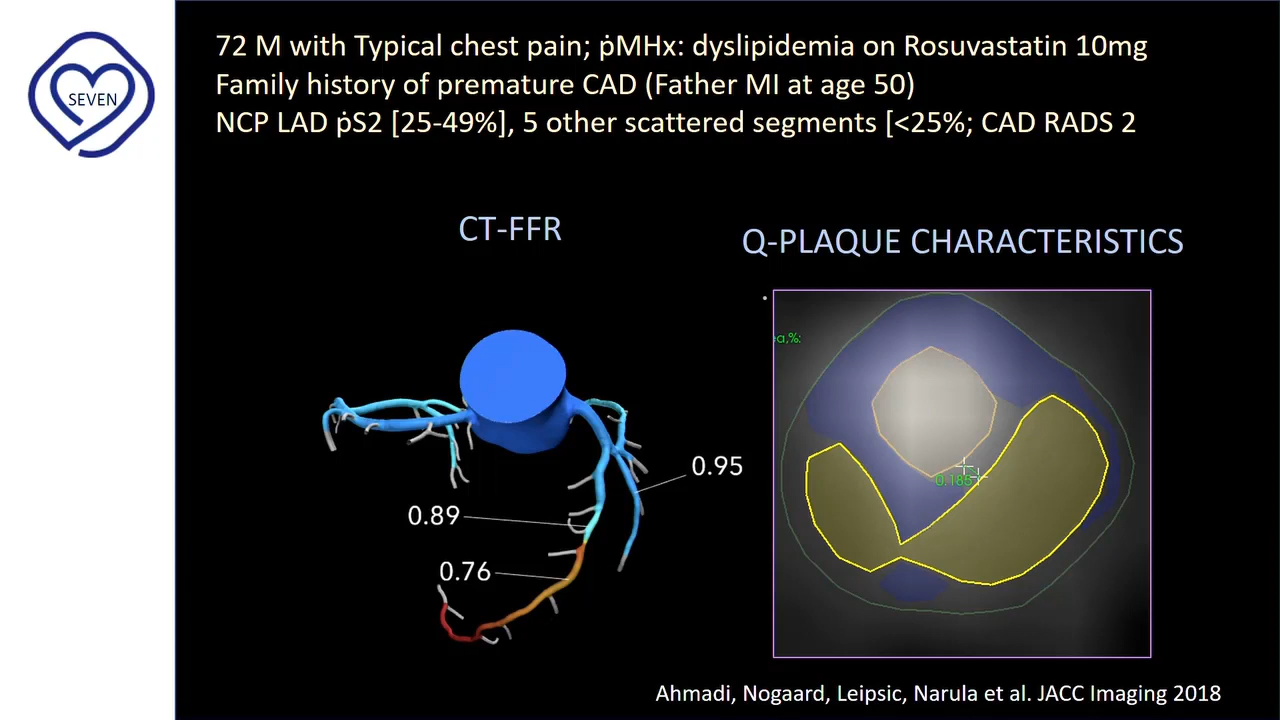 SEVEN
72 M with Typical chest pain; ṗMHx: dyslipidemia on Rosuvastatin 10mg
Family history of premature CAD (Father MI at age 50)
NCP LAD ṗS2 [25-49%], 5 other scattered segments [<25%; CAD RADS 2
CT-FFR
Q-PLAQUE CHARACTERISTICS
0.95
0.89
0.76
a,%:
0.185
Ahmadi, Nogaard, Leipsic, Narula et al. JACC Imaging 2018